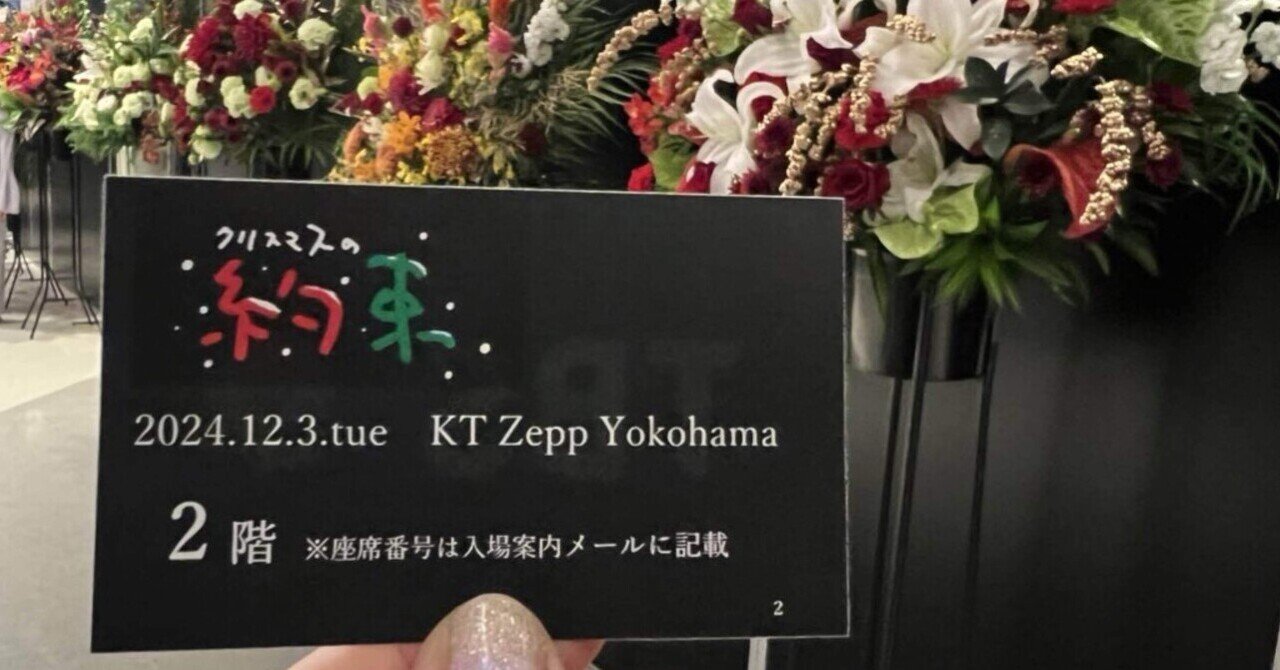 クリスマスの
約束
2024.12.3.tue KT Zepp Yokohama
2階 ※座席番号は入場案内メールに記載
2